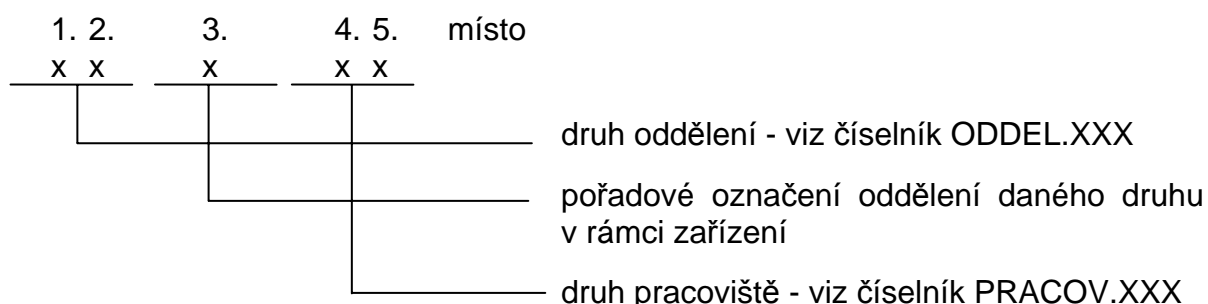 1. 2. 3. 4. 5. místo
x x x x x
druh oddělení - viz číselník ODDEL.XXX
pořadové označení oddělení daného druhu
v rámci zařízení
druh pracoviště - viz číselník PRACOV.XXX